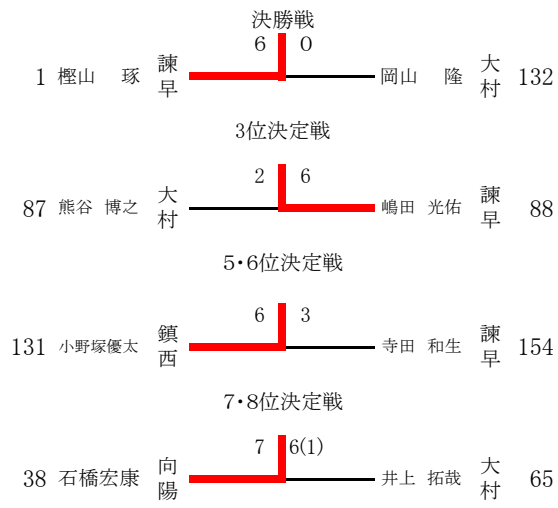 決勝戦
6 0
1 樫山 琢 諫早 岡山 隆 大村 132
3位決定戦
2 6
87 熊谷 博之 大村 嶋田 光佑 諫早 88
5・6位決定戦
6 3
131 小野塚優太 鎮西 寺田 和生 諫早 154
7・8位決定戦
7 6(1)
38 石橋宏康 向陽 井上 拓哉 大村 65